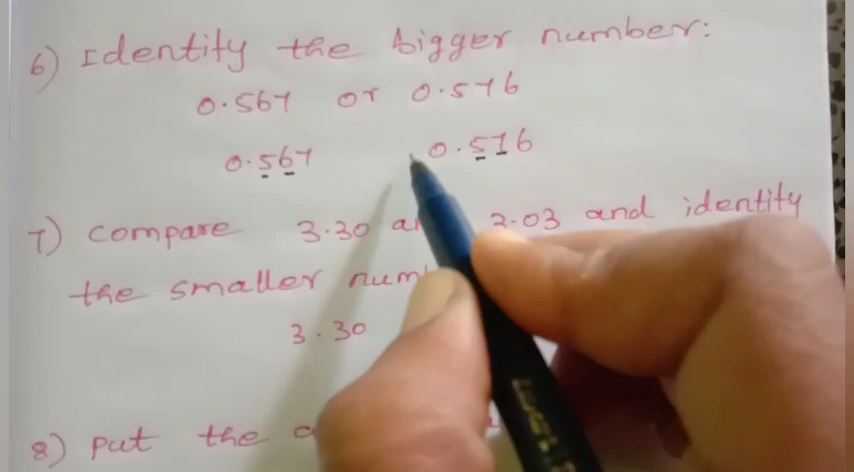 6) Identify the bigger number:
0.567 or 0.576
0.567 0.576
7) Compare 3.30 3.03 and identify
the smaller
3.30
8) Put the